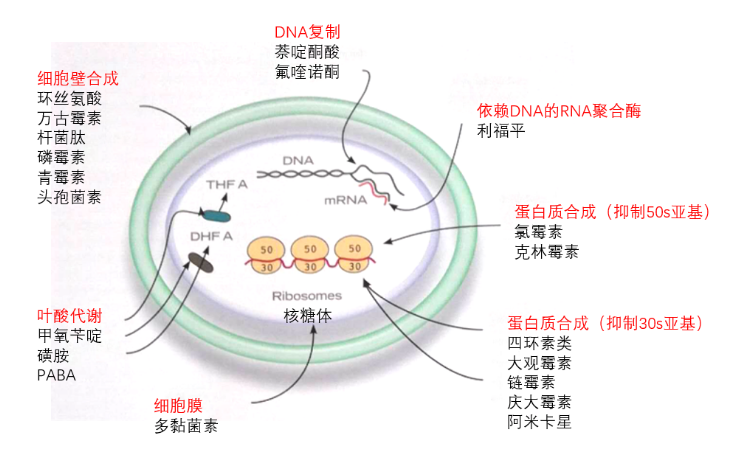 DNA复制
萘啶酮酸
氟喹诺酮
细胞壁合成
环丝氨酸
万古霉素
杆菌肽
磷霉素
青霉素
头孢菌素
依赖DNA的RNA聚合酶
利福平
DNA
THF A
mRNA
DHF A
50 50 50
30 30 30
Ribosomes
核糖体
蛋白质合成（抑制50s亚基）
氯霉素
克林霉素
叶酸代谢
甲氧苄啶
磺胺
PABA
蛋白质合成（抑制30s亚基）
四环素类
大观霉素
链霉素
庆大霉素
阿米卡星
细胞膜
多黏菌素